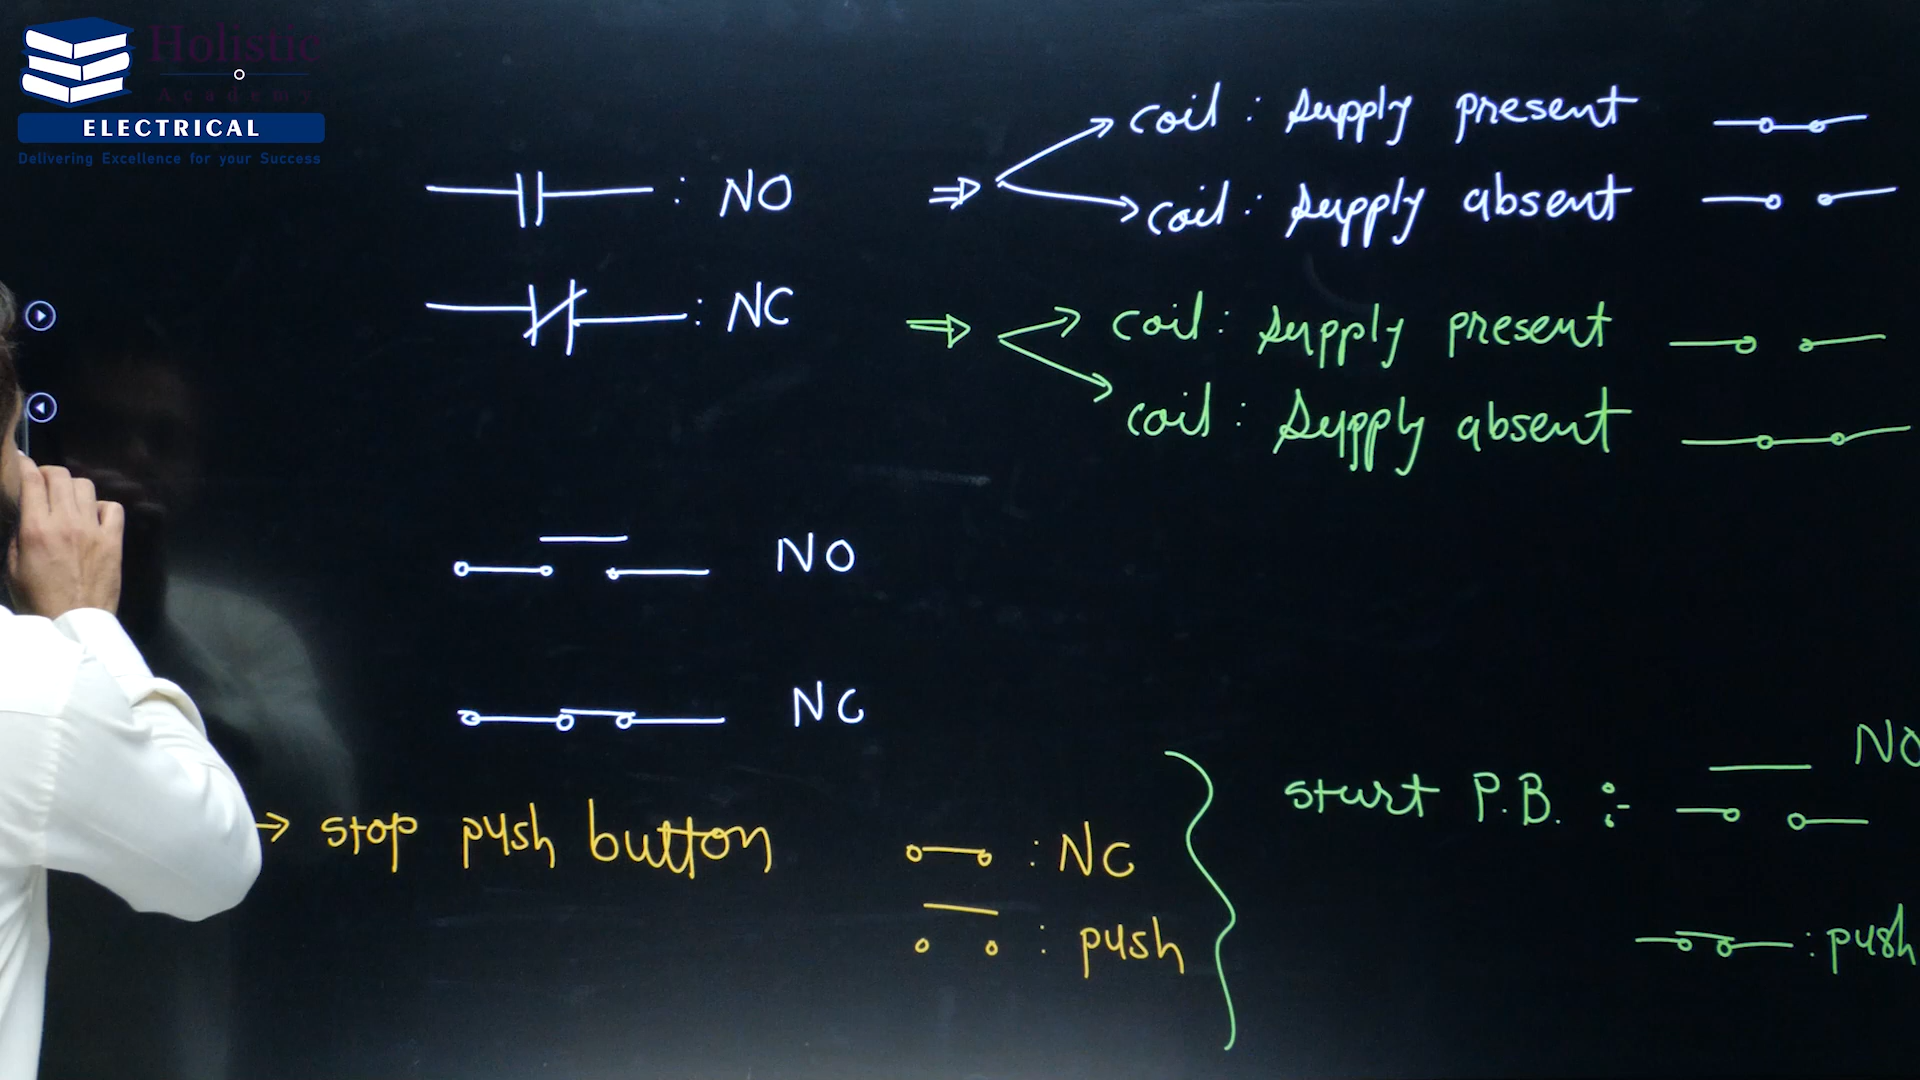 Holistic
Academy
ELECTRICAL
Delivering Excellence for your Success
: NO ⇒ → coil : supply present
→ coil : supply absent
: NC ⇒ → coil : supply present
→ coil : supply absent
NO
NC
→ stop push button : NC
: push
start P.B. :- NO
: push